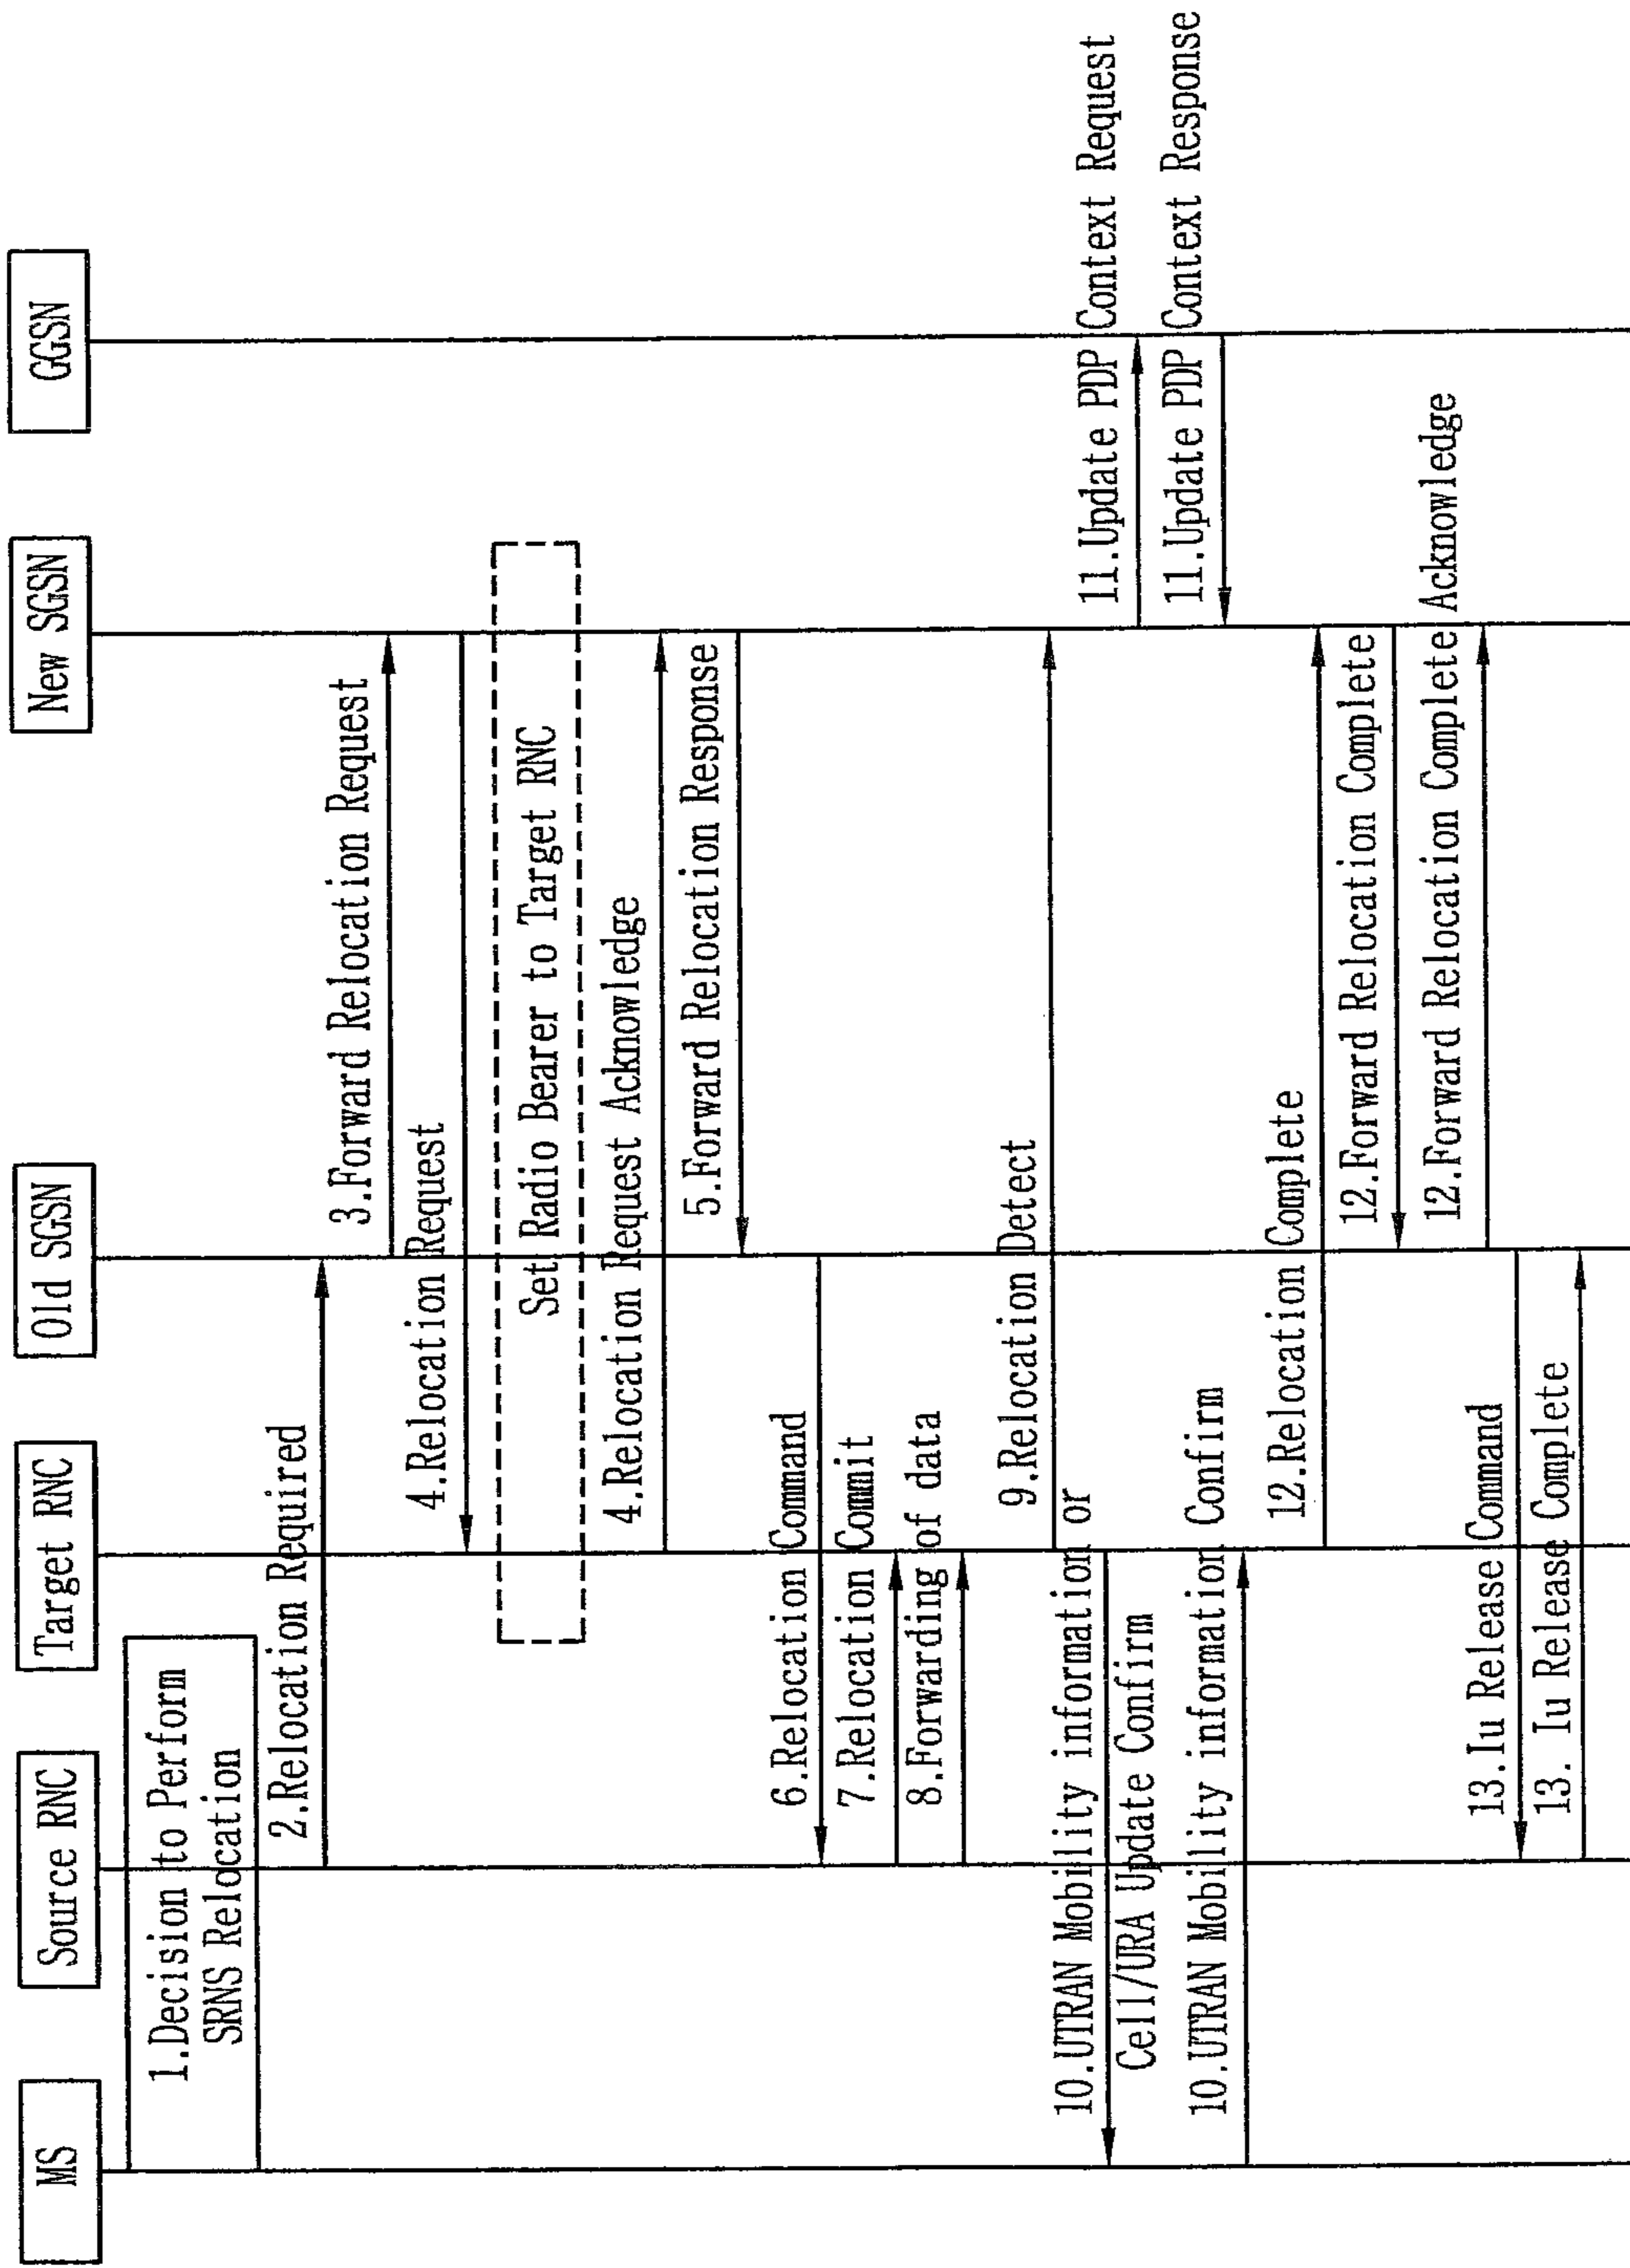 MS
Source RNC
Target RNC
Old SGSN
New SGSN
GGSN
1.Decision to Perform
SRNS Relocation
2.Relocation Required
3.Forward Relocation Request
4.Relocation Request
Set Radio Bearer to Target RNC
4.Relocation Request Acknowledge
5.Forward Relocation Response
6.Relocation Command
7.Relocation Commit
8.Forwarding of data
9.Relocation Detect
10.UTRAN Mobility information or
Cell/URA Update Confirm
11.Update PDP Context Request
11.Update PDP Context Response
10.UTRAN Mobility information Confirm
12.Relocation Complete
12.Forward Relocation Complete
12.Forward Relocation Complete Acknowledge
13.Iu Release Command
13. Iu Release Complete